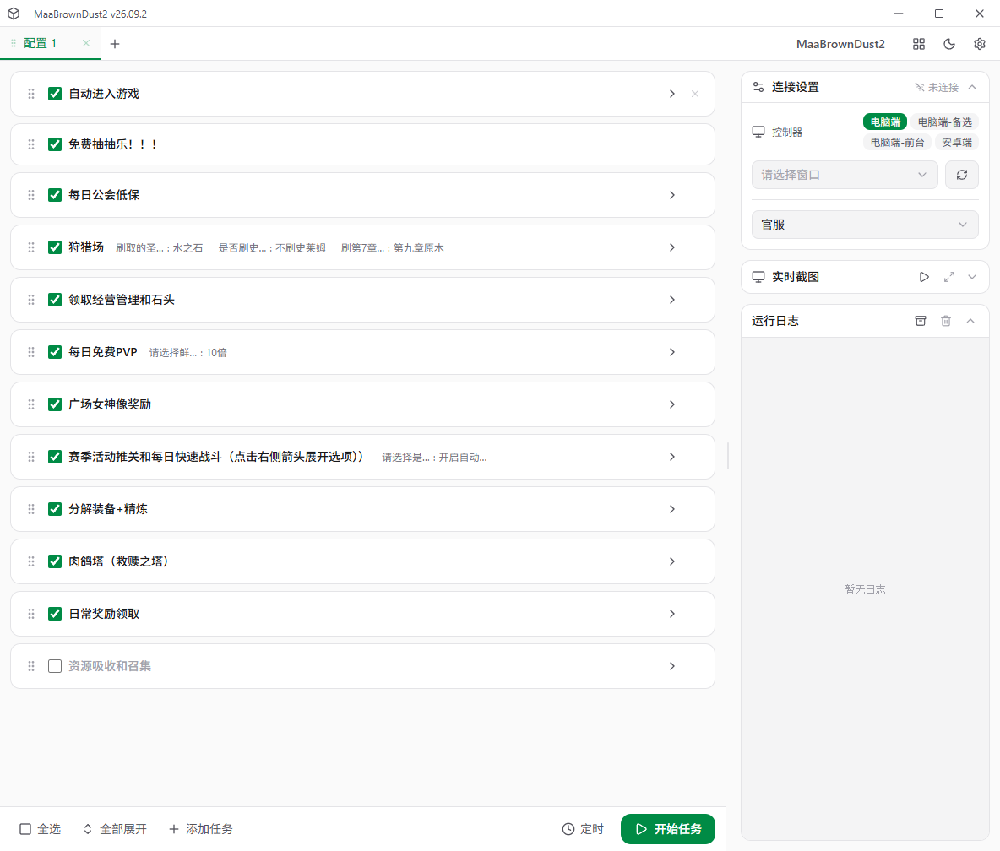 MaaBrownDust2 v26.09.2
配置 1
MaaBrownDust2
自动进入游戏
免费抽抽乐！！！
每日公会低保
狩猎场 刷取的圣... : 水之石 是否刷史... : 不刷史莱姆 刷第7章... : 第九章原木
领取经营管理和石头
每日免费PVP 请选择鲜... : 10倍
广场女神像奖励
赛季活动推关和每日快速战斗（点击右侧箭头展开选项）） 请选择是... : 开启自动...
分解装备+精炼
肉鸽塔（救赎之塔）
日常奖励领取
资源吸收和召集
全选 全部展开 添加任务 定时 开始任务
连接设置 未连接
控制器
电脑端 电脑端-备选
电脑端-前台 安卓端
请选择窗口
官服
实时截图
运行日志
暂无日志